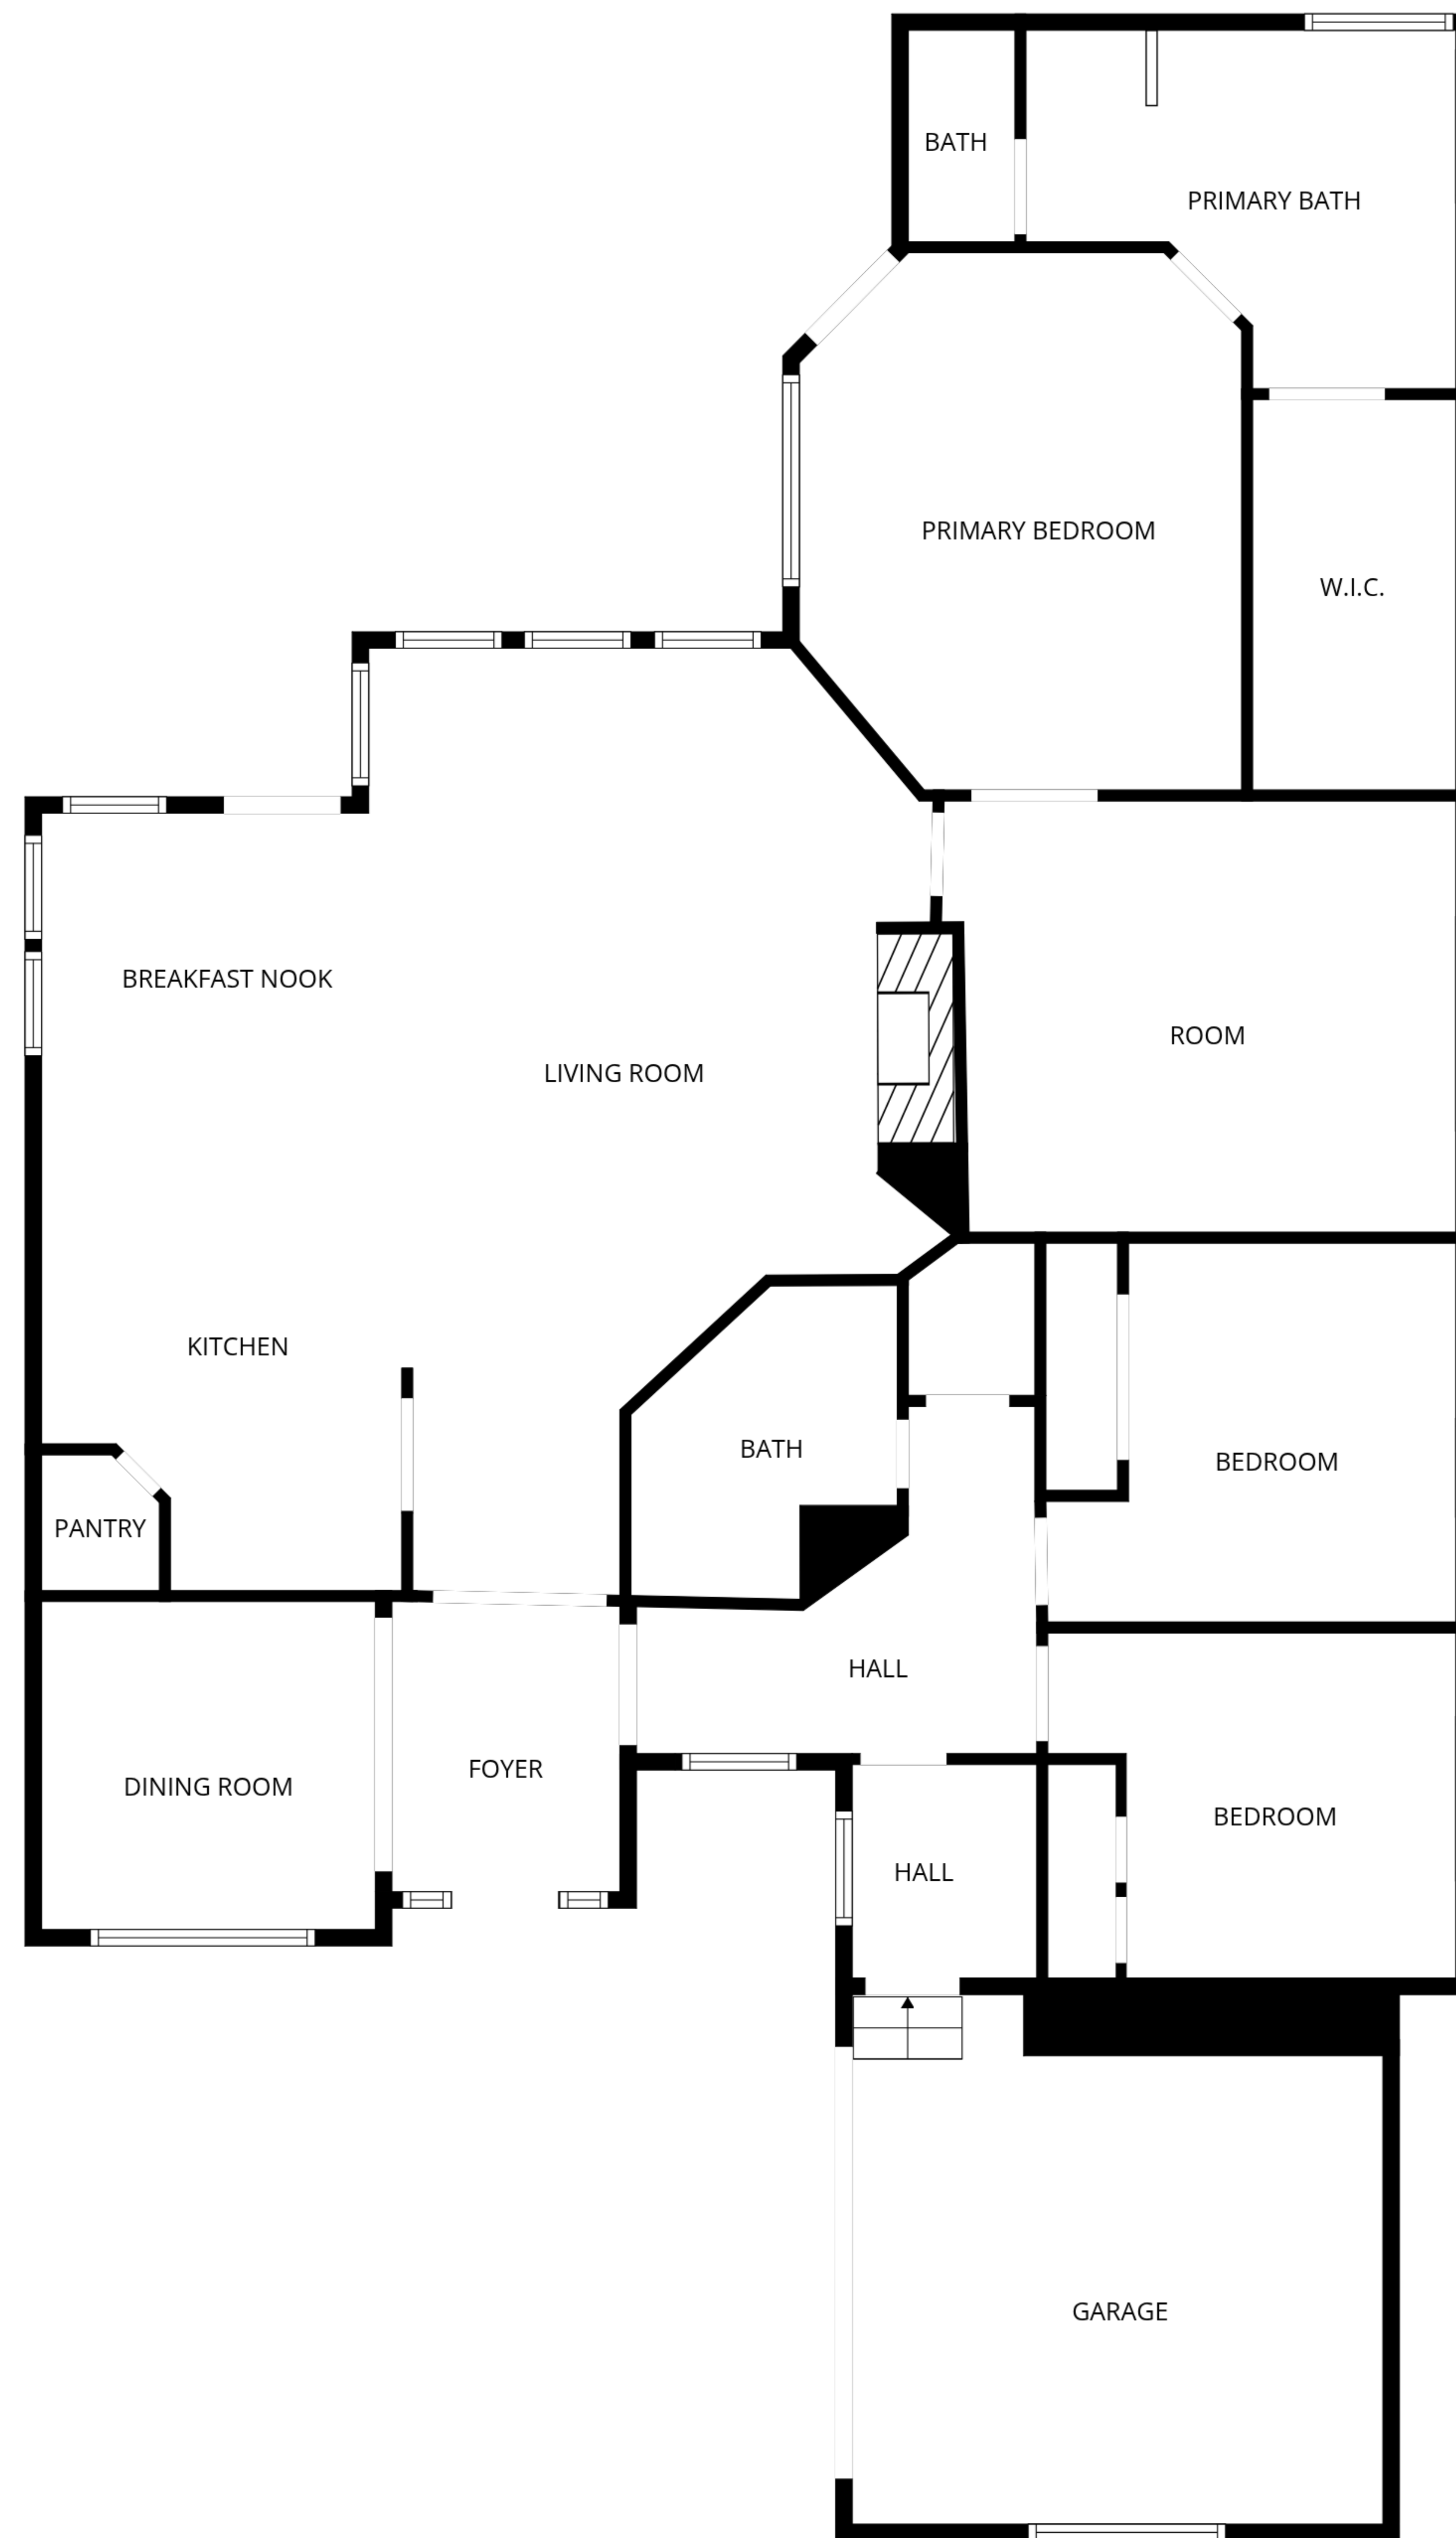 BATH
PRIMARY BATH
PRIMARY BEDROOM
W.I.C.
BREAKFAST NOOK
ROOM
LIVING ROOM
KITCHEN
BATH
BEDROOM
PANTRY
HALL
FOYER
DINING ROOM
BEDROOM
HALL
GARAGE